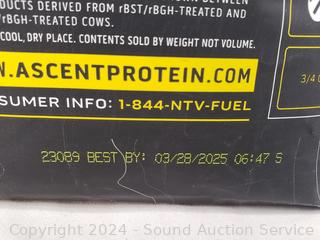 DUCTS DERIVED FROM rBST/rBGH-TREATED AND
rBGH-TREATED COWS.
COOL, DRY PLACE. CONTENTS SOLD BY WEIGHT NOT VOLUME.
.ASCENTPROTEIN.COM
SUMER INFO: 1-844-NTV-FUEL
3/4
23089 BEST BY: 03/28/2025 06:47 S
Copyright 2024 - Sound Auction Service